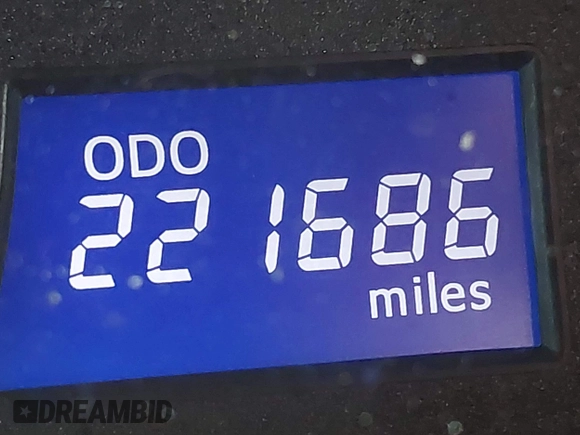 ODO
221686
miles
DREAMBID